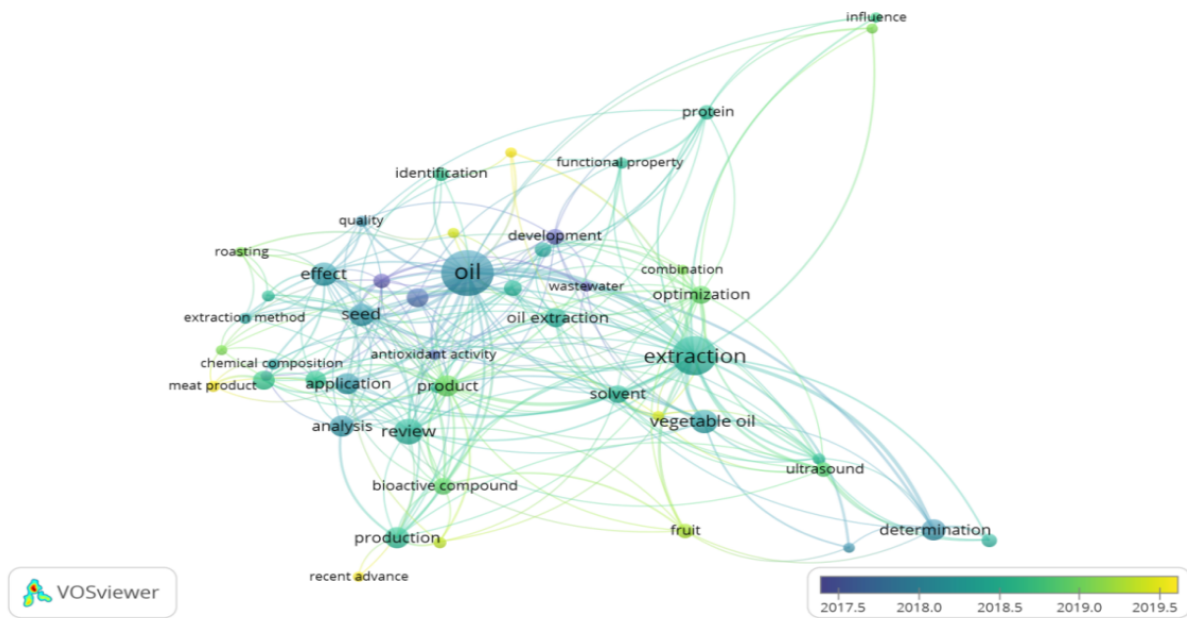 influence
protein
functional property
identification
quality
development
roasting
oil
effect
combination
wastewater
optimization
extraction method
seed
oil extraction
antioxidant activity
extraction
chemical composition
meat product
application
product
solvent
analysis
review
vegetable oil
ultrasound
bioactive compound
production
fruit
determination
recent advance
VOSviewer
2017.5 2018.0 2018.5 2019.0 2019.5